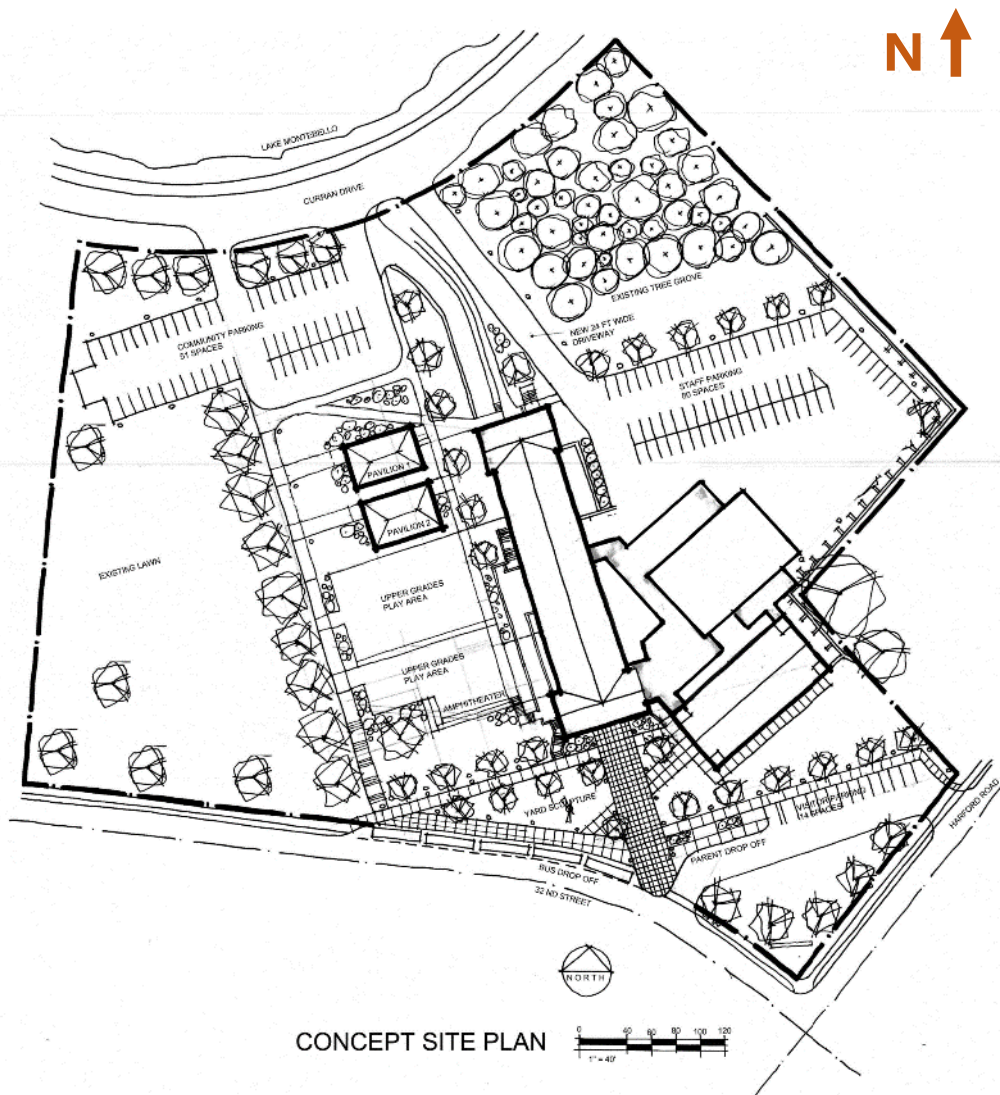 N
LAKE MONTEBELLO
CURRAN DRIVE
EXISTING TREE GROVE
NEW 24 FT WIDE
DRIVEWAY
COMMUNITY PARKING
51 SPACES
STAFF PARKING
80 SPACES
PAVILION 1
PAVILION 2
EXISTING LAWN
UPPER GRADES
PLAY AREA
UPPER GRADES
PLAY AREA
AMPHITHEATER
YARD SCULPTURE
VISITOR PARKING
14 SPACES
HARFORD ROAD
PARENT DROP OFF
BUS DROP OFF
32 ND STREET
NORTH
CONCEPT SITE PLAN
0 40 60 80 100 120
1" = 40'